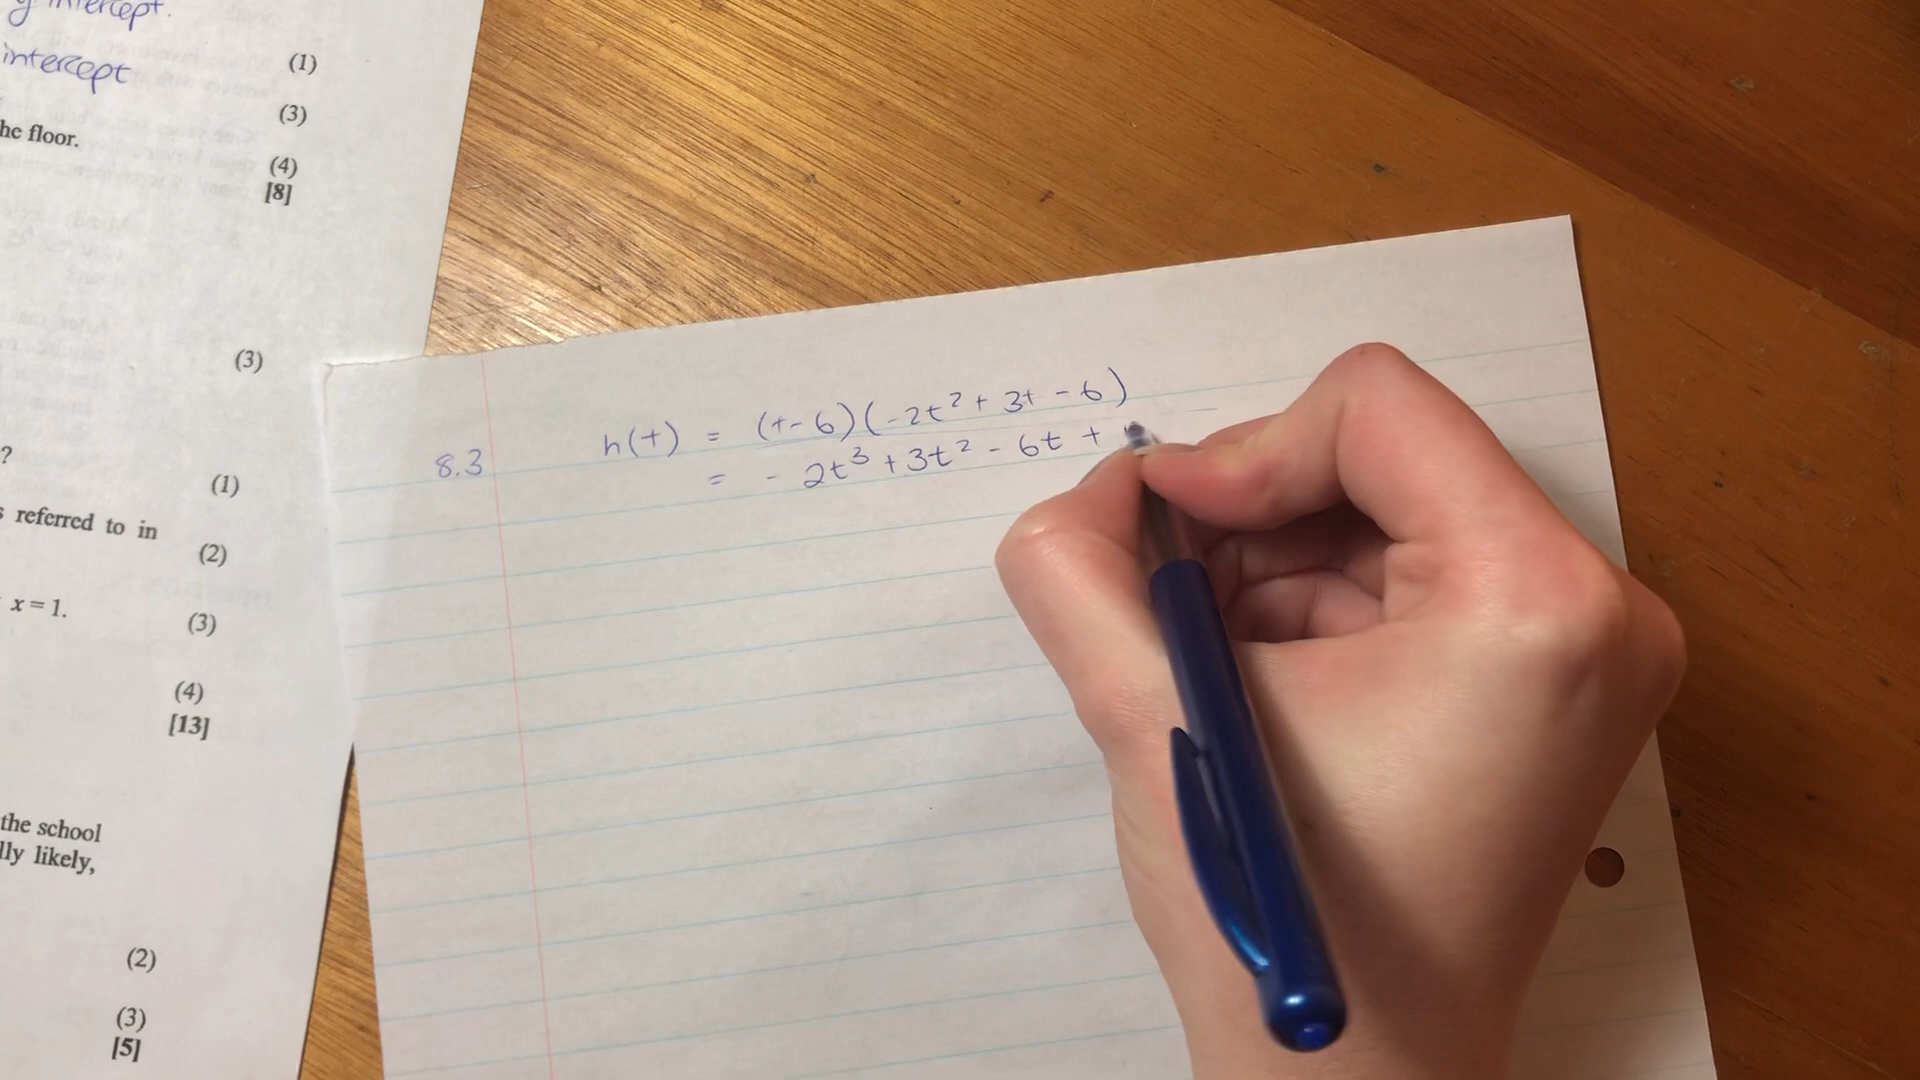 y intercept.
intercept
(1)
(3)
he floor.
(4)
[8]
(3)
?
(1)
referred to in
(2)
x = 1.
(3)
(4)
[13]
the school
lly likely,
(2)
(3)
[5]
8.3 h(t) = (t-6)(-2t² + 3t - 6)
= -2t³ + 3t² - 6t +